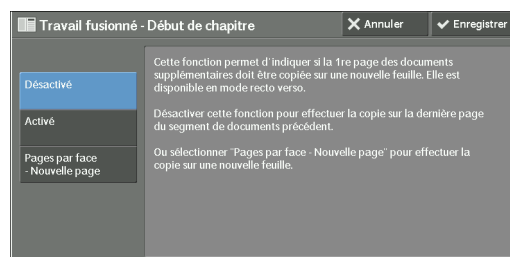 Travail fusionné - Début de chapitre
Annuler
Enregistrer
Désactivé
Activé
Pages par face
- Nouvelle page
Cette fonction permet d'indiquer si la 1re page des documents
supplémentaires doit être copiée sur une nouvelle feuille. Elle est
disponible en mode recto verso.
Désactiver cette fonction pour effectuer la copie sur la dernière page
du segment de documents précédent.
Ou sélectionner "Pages par face - Nouvelle page" pour effectuer la
copie sur une nouvelle feuille.